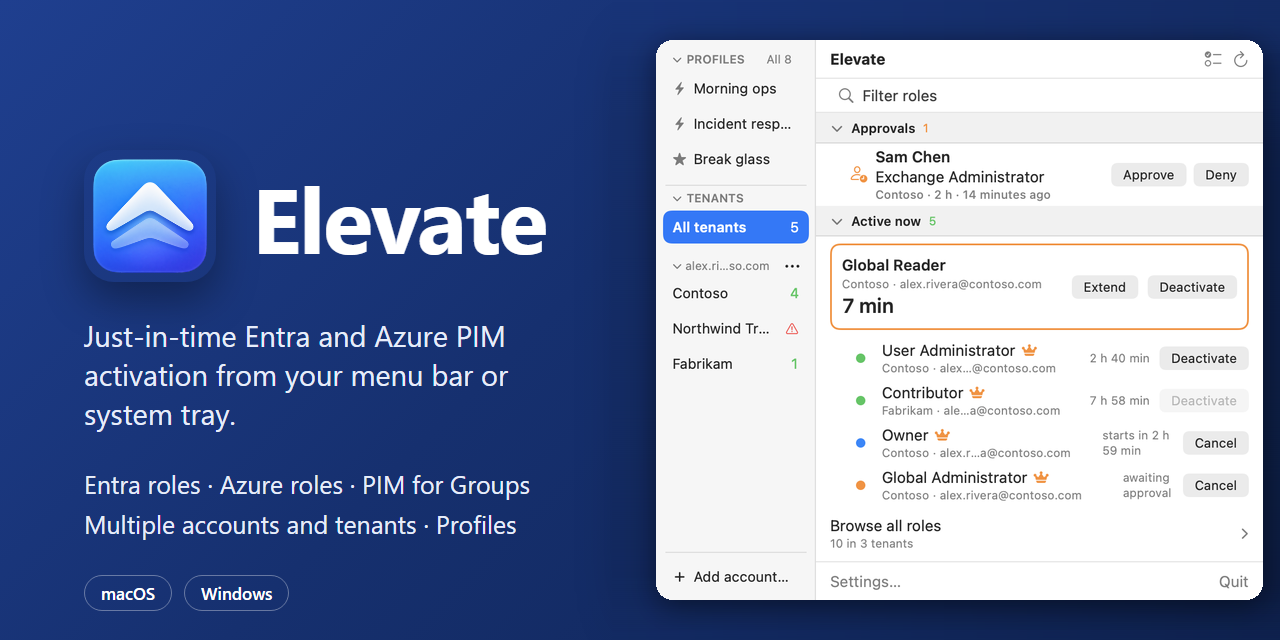 Elevate
Just-in-time Entra and Azure PIM
activation from your menu bar or
system tray.
Entra roles · Azure roles · PIM for Groups
Multiple accounts and tenants · Profiles
macOS
Windows
PROFILES All 8
Morning ops
Incident resp...
Break glass
TENANTS
All tenants 5
alex.ri...so.com ...
Contoso 4
Northwind Tr...
Fabrikam 1
+ Add account...
Elevate
Filter roles
Approvals 1
Sam Chen
Exchange Administrator
Contoso · 2 h · 14 minutes ago
Approve
Deny
Active now 5
Global Reader
Contoso · alex.rivera@contoso.com
7 min
Extend
Deactivate
User Administrator
Contoso · alex...@contoso.com
2 h 40 min
Deactivate
Contributor
Fabrikam · ale...a@contoso.com
7 h 58 min
Deactivate
Owner
Contoso · alex.r...a@contoso.com
starts in 2 h
59 min
Cancel
Global Administrator
Contoso · alex.rivera@contoso.com
awaiting
approval
Cancel
Browse all roles
10 in 3 tenants
Settings...
Quit